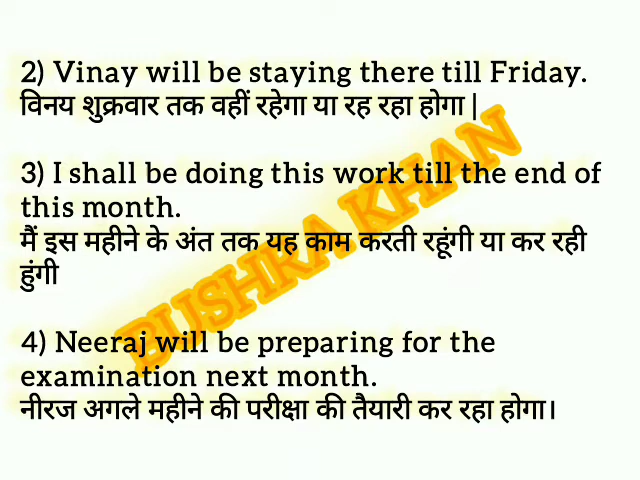 2) Vinay will be staying there till Friday.
विनय शुक्रवार तक वहीं रहेगा या रह रहा होगा |
3) I shall be doing this work till the end of
this month.
मैं इस महीने के अंत तक यह काम करती रहूंगी या कर रही
हुंगी
4) Neeraj will be preparing for the
examination next month.
नीरज अगले महीने की परीक्षा की तैयारी कर रहा होगा।
BUSHRA KHAN